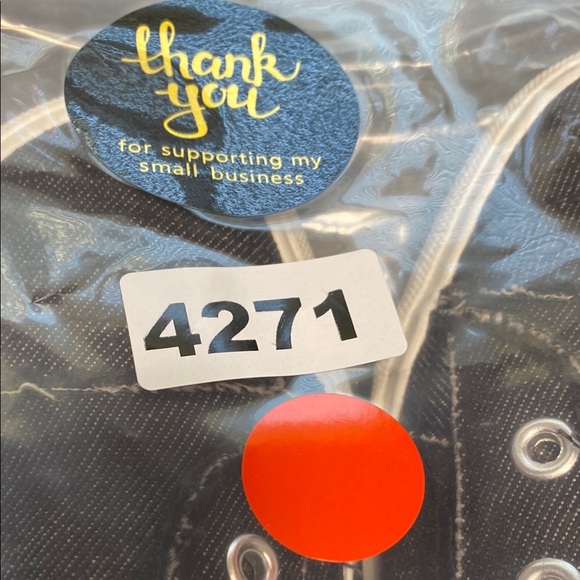 thank
you
for supporting my
small business
4271